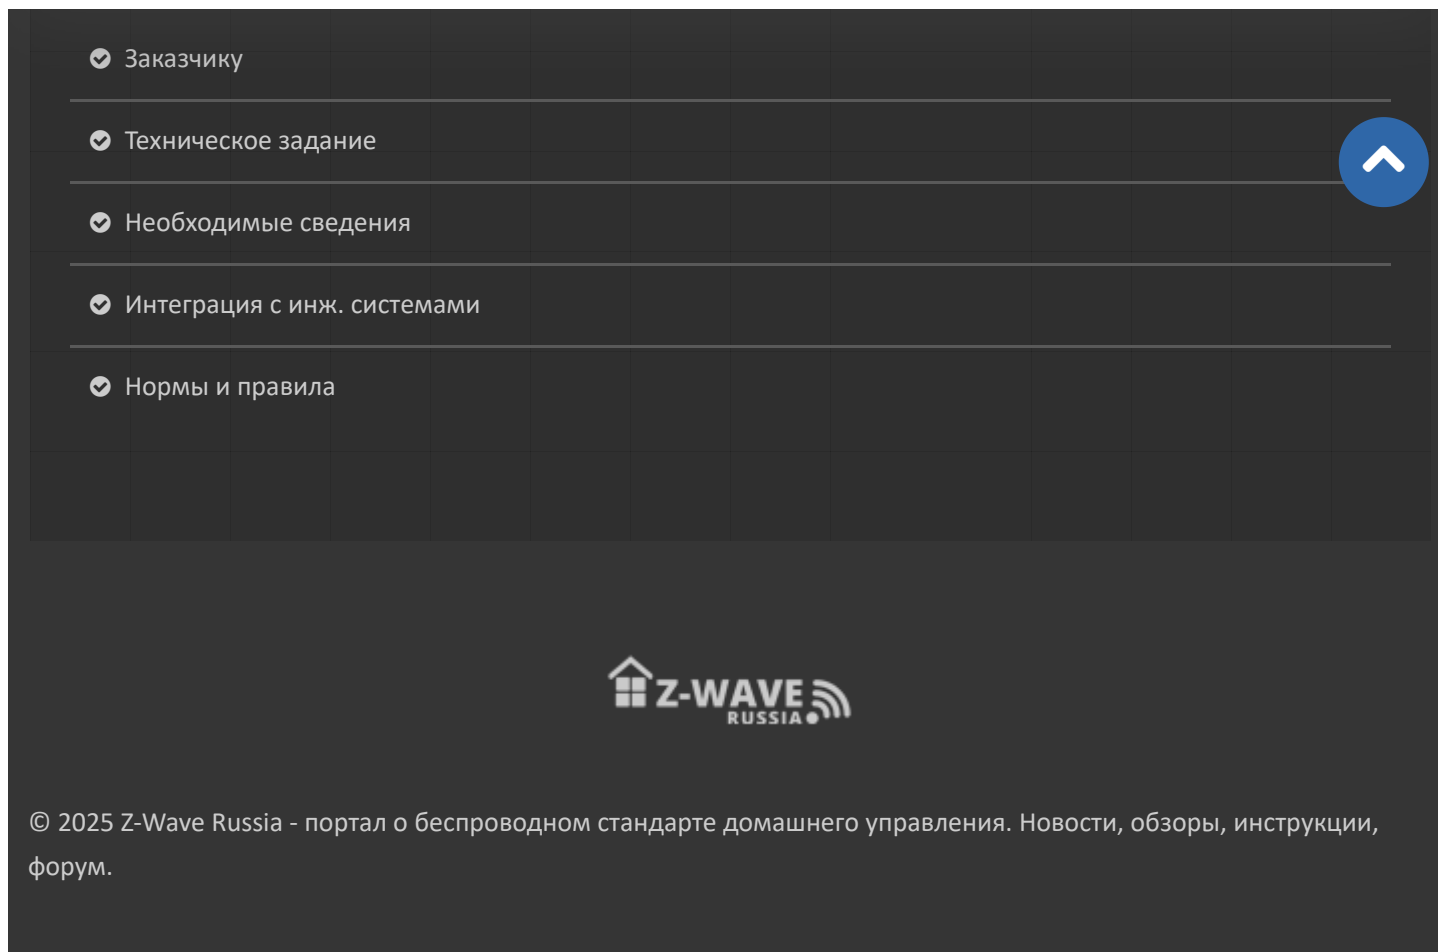 Заказчику
Техническое задание
Необходимые сведения
Интеграция с инж. системами
Нормы и правила
Z-WAVE
RUSSIA
© 2025 Z-Wave Russia - портал о беспроводном стандарте домашнего управления. Новости, обзоры, инструкции,
форум.